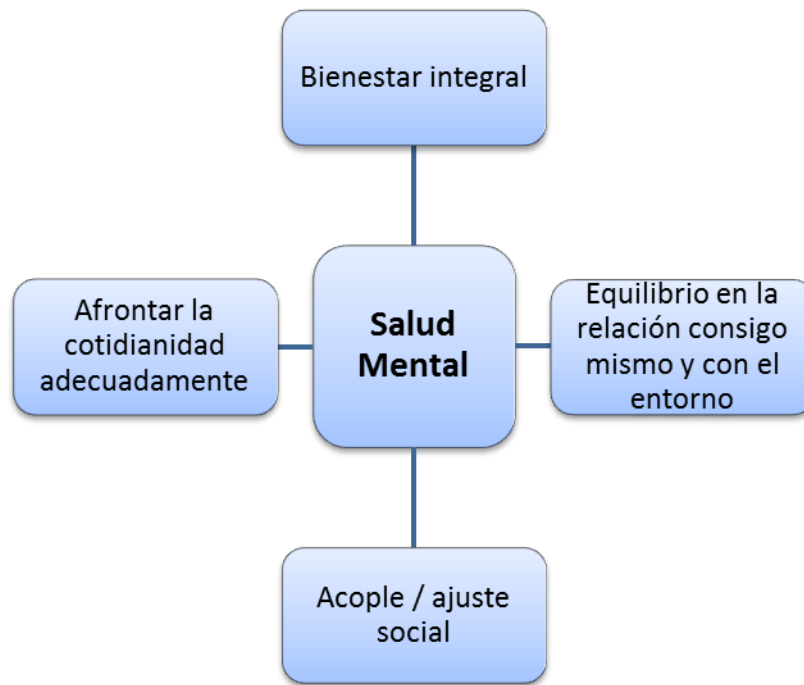 Bienestar integral
Afrontar la
cotidianidad
adecuadamente
Salud
Mental
Equilibrio en la
relación consigo
mismo y con el
entorno
Acople / ajuste
social